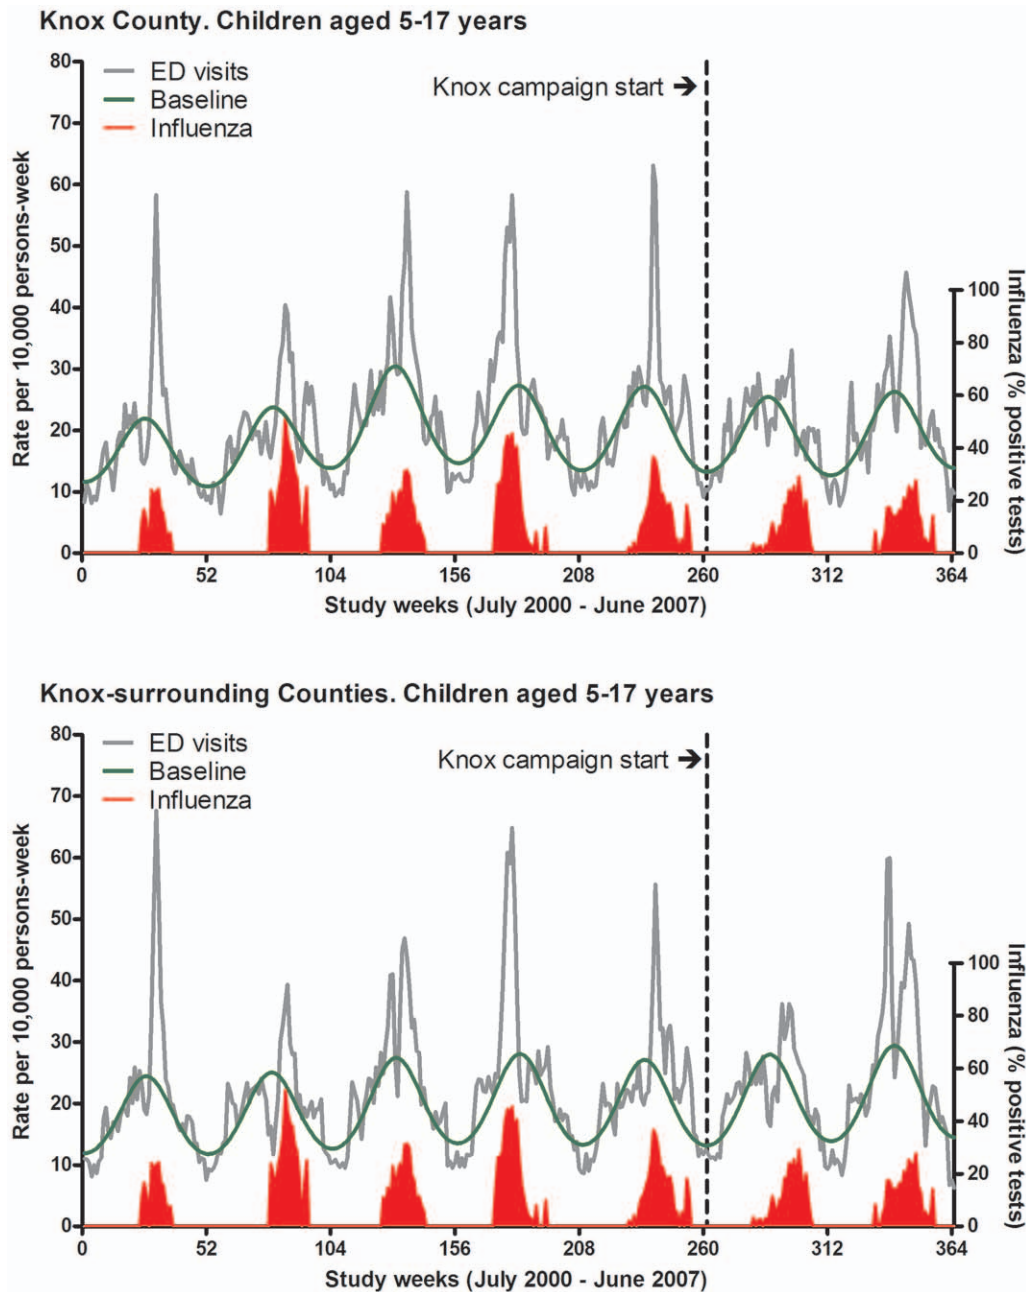 Knox County. Children aged 5-17 years
80
70
60
50
40
30
20
10
0
Rate per 10,000 persons-week
ED visits
Baseline
Influenza
Knox campaign start →
100
80
60
40
20
0
Influenza (% positive tests)
0 52 104 156 208 260 312 364
Study weeks (July 2000 - June 2007)
Knox-surrounding Counties. Children aged 5-17 years
80
70
60
50
40
30
20
10
0
Rate per 10,000 persons-week
ED visits
Baseline
Influenza
Knox campaign start →
100
80
60
40
20
0
Influenza (% positive tests)
0 52 104 156 208 260 312 364
Study weeks (July 2000 - June 2007)